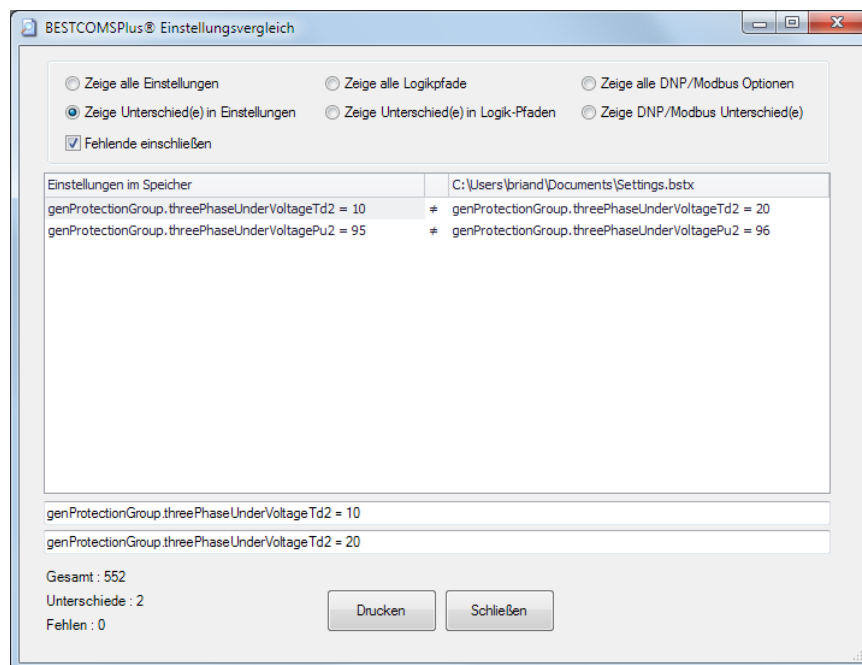 BESTCOMSPlus® Einstellungsvergleich
Zeige alle Einstellungen Zeige alle Logikpfade Zeige alle DNP/Modbus Optionen
Zeige Unterschied(e) in Einstellungen Zeige Unterschied(e) in Logik-Pfaden Zeige DNP/Modbus Unterschied(e)
Fehlende einschließen
Einstellungen im Speicher C:\Users\briand\Documents\Settings.bstx
genProtectionGroup.threePhaseUnderVoltageTd2 = 10 ≠ genProtectionGroup.threePhaseUnderVoltageTd2 = 20
genProtectionGroup.threePhaseUnderVoltagePu2 = 95 ≠ genProtectionGroup.threePhaseUnderVoltagePu2 = 96
genProtectionGroup.threePhaseUnderVoltageTd2 = 10
genProtectionGroup.threePhaseUnderVoltageTd2 = 20
Gesamt : 552
Unterschiede : 2
Fehlen : 0
Drucken Schließen